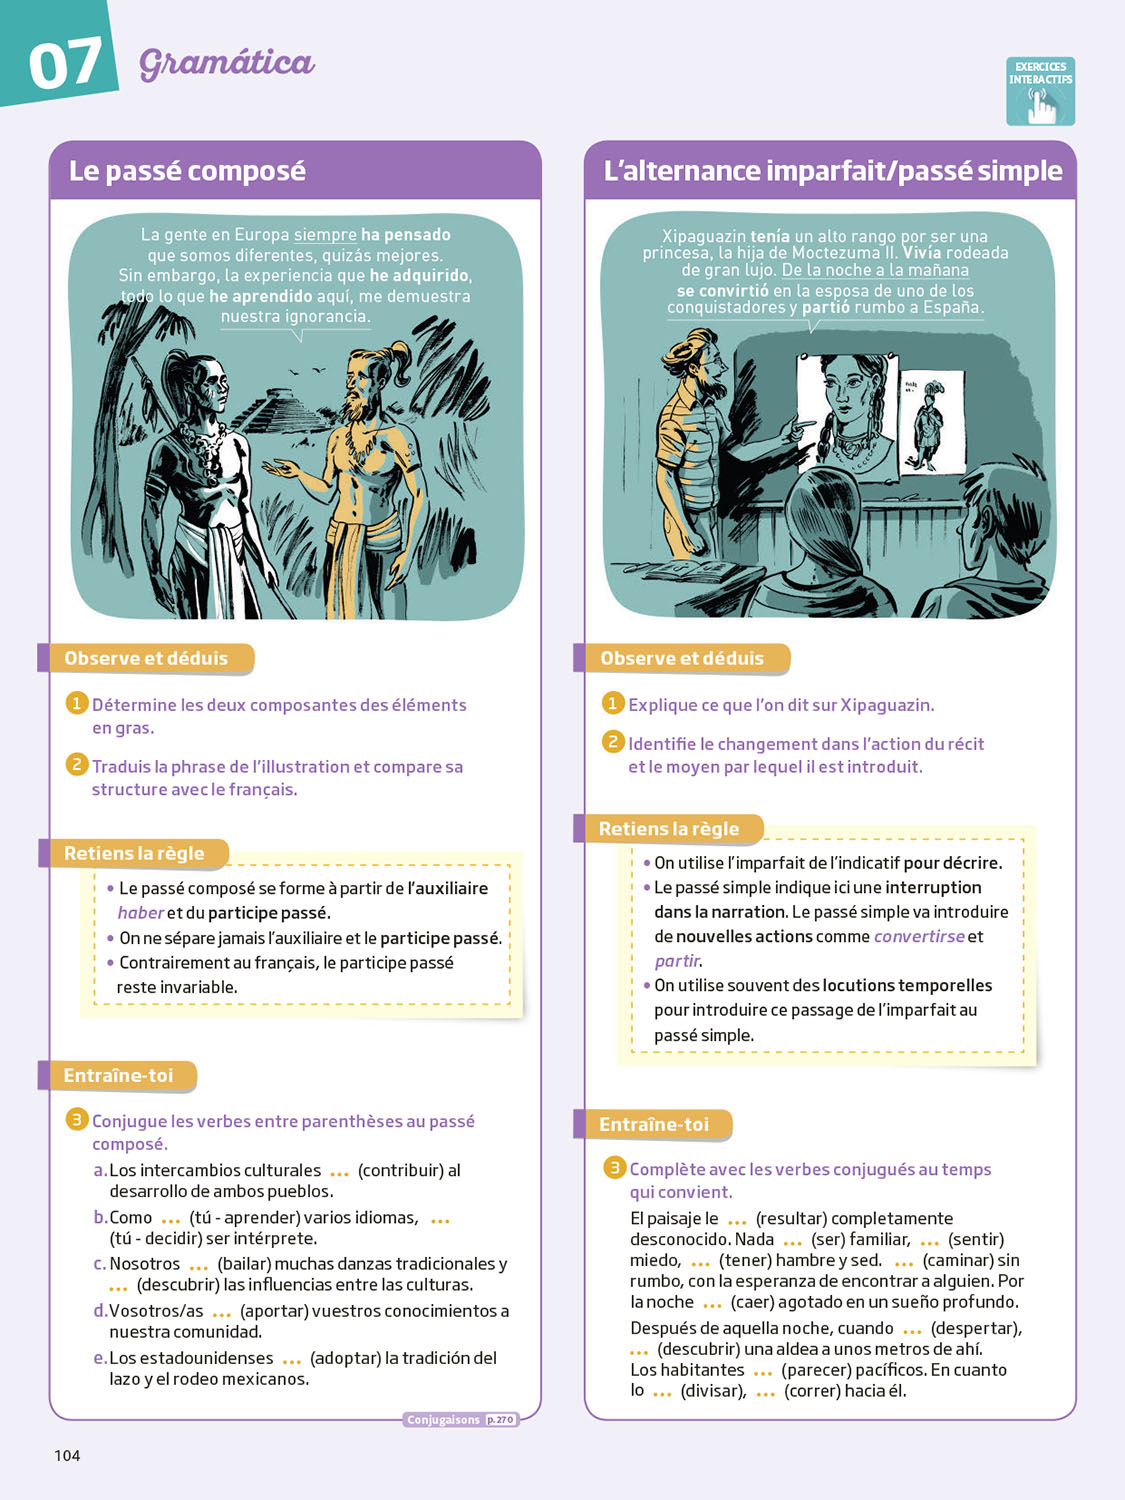 07
Gramática
EXERCICES
INTERACTIFS
Le passé composé
La gente en Europa siempre ha pensado
que somos diferentes, quizás mejores.
Sin embargo, la experiencia que he adquirido,
todo lo que he aprendido aquí, me demuestra
nuestra ignorancia.
Observe et déduis
1 Détermine les deux composantes des éléments
en gras.
2 Traduis la phrase de l'illustration et compare sa
structure avec le français.
Retiens la règle
• Le passé composé se forme à partir de l'auxiliaire
haber et du participe passé.
• On ne sépare jamais l'auxiliaire et le participe passé.
• Contrairement au français, le participe passé
reste invariable.
Entraîne-toi
3 Conjugue les verbes entre parenthèses au passé
composé.
a. Los intercambios culturales ... (contribuir) al
desarrollo de ambos pueblos.
b. Como ... (tú - aprender) varios idiomas, ...
(tú - decidir) ser intérprete.
c. Nosotros ... (bailar) muchas danzas tradicionales y
... (descubrir) las influencias entre las culturas.
d. Vosotros/as ... (aportar) vuestros conocimientos a
nuestra comunidad.
e. Los estadounidenses ... (adoptar) la tradición del
lazo y el rodeo mexicanos.
Conjugaisons p.270
L'alternance imparfait/passé simple
Xipaguazin tenía un alto rango por ser una
princesa, la hija de Moctezuma II. Vivía rodeada
de gran lujo. De la noche a la mañana
se convirtió en la esposa de uno de los
conquistadores y partió rumbo a España.
Observe et déduis
1 Explique ce que l'on dit sur Xipaguazin.
2 Identifie le changement dans l'action du récit
et le moyen par lequel il est introduit.
Retiens la règle
• On utilise l'imparfait de l'indicatif pour décrire.
• Le passé simple indique ici une interruption
dans la narration. Le passé simple va introduire
de nouvelles actions comme convertirse et
partir.
• On utilise souvent des locutions temporelles
pour introduire ce passage de l'imparfait au
passé simple.
Entraîne-toi
3 Complète avec les verbes conjugués au temps
qui convient.
El paisaje le ... (resultar) completamente
desconocido. Nada ... (ser) familiar, ... (sentir)
miedo, ... (tener) hambre y sed. ... (caminar) sin
rumbo, con la esperanza de encontrar a alguien. Por
la noche ... (caer) agotado en un sueño profundo.
Después de aquella noche, cuando ... (despertar),
... (descubrir) una aldea a unos metros de ahí.
Los habitantes ... (parecer) pacíficos. En cuanto
lo ... (divisar), ... (correr) hacia él.
104